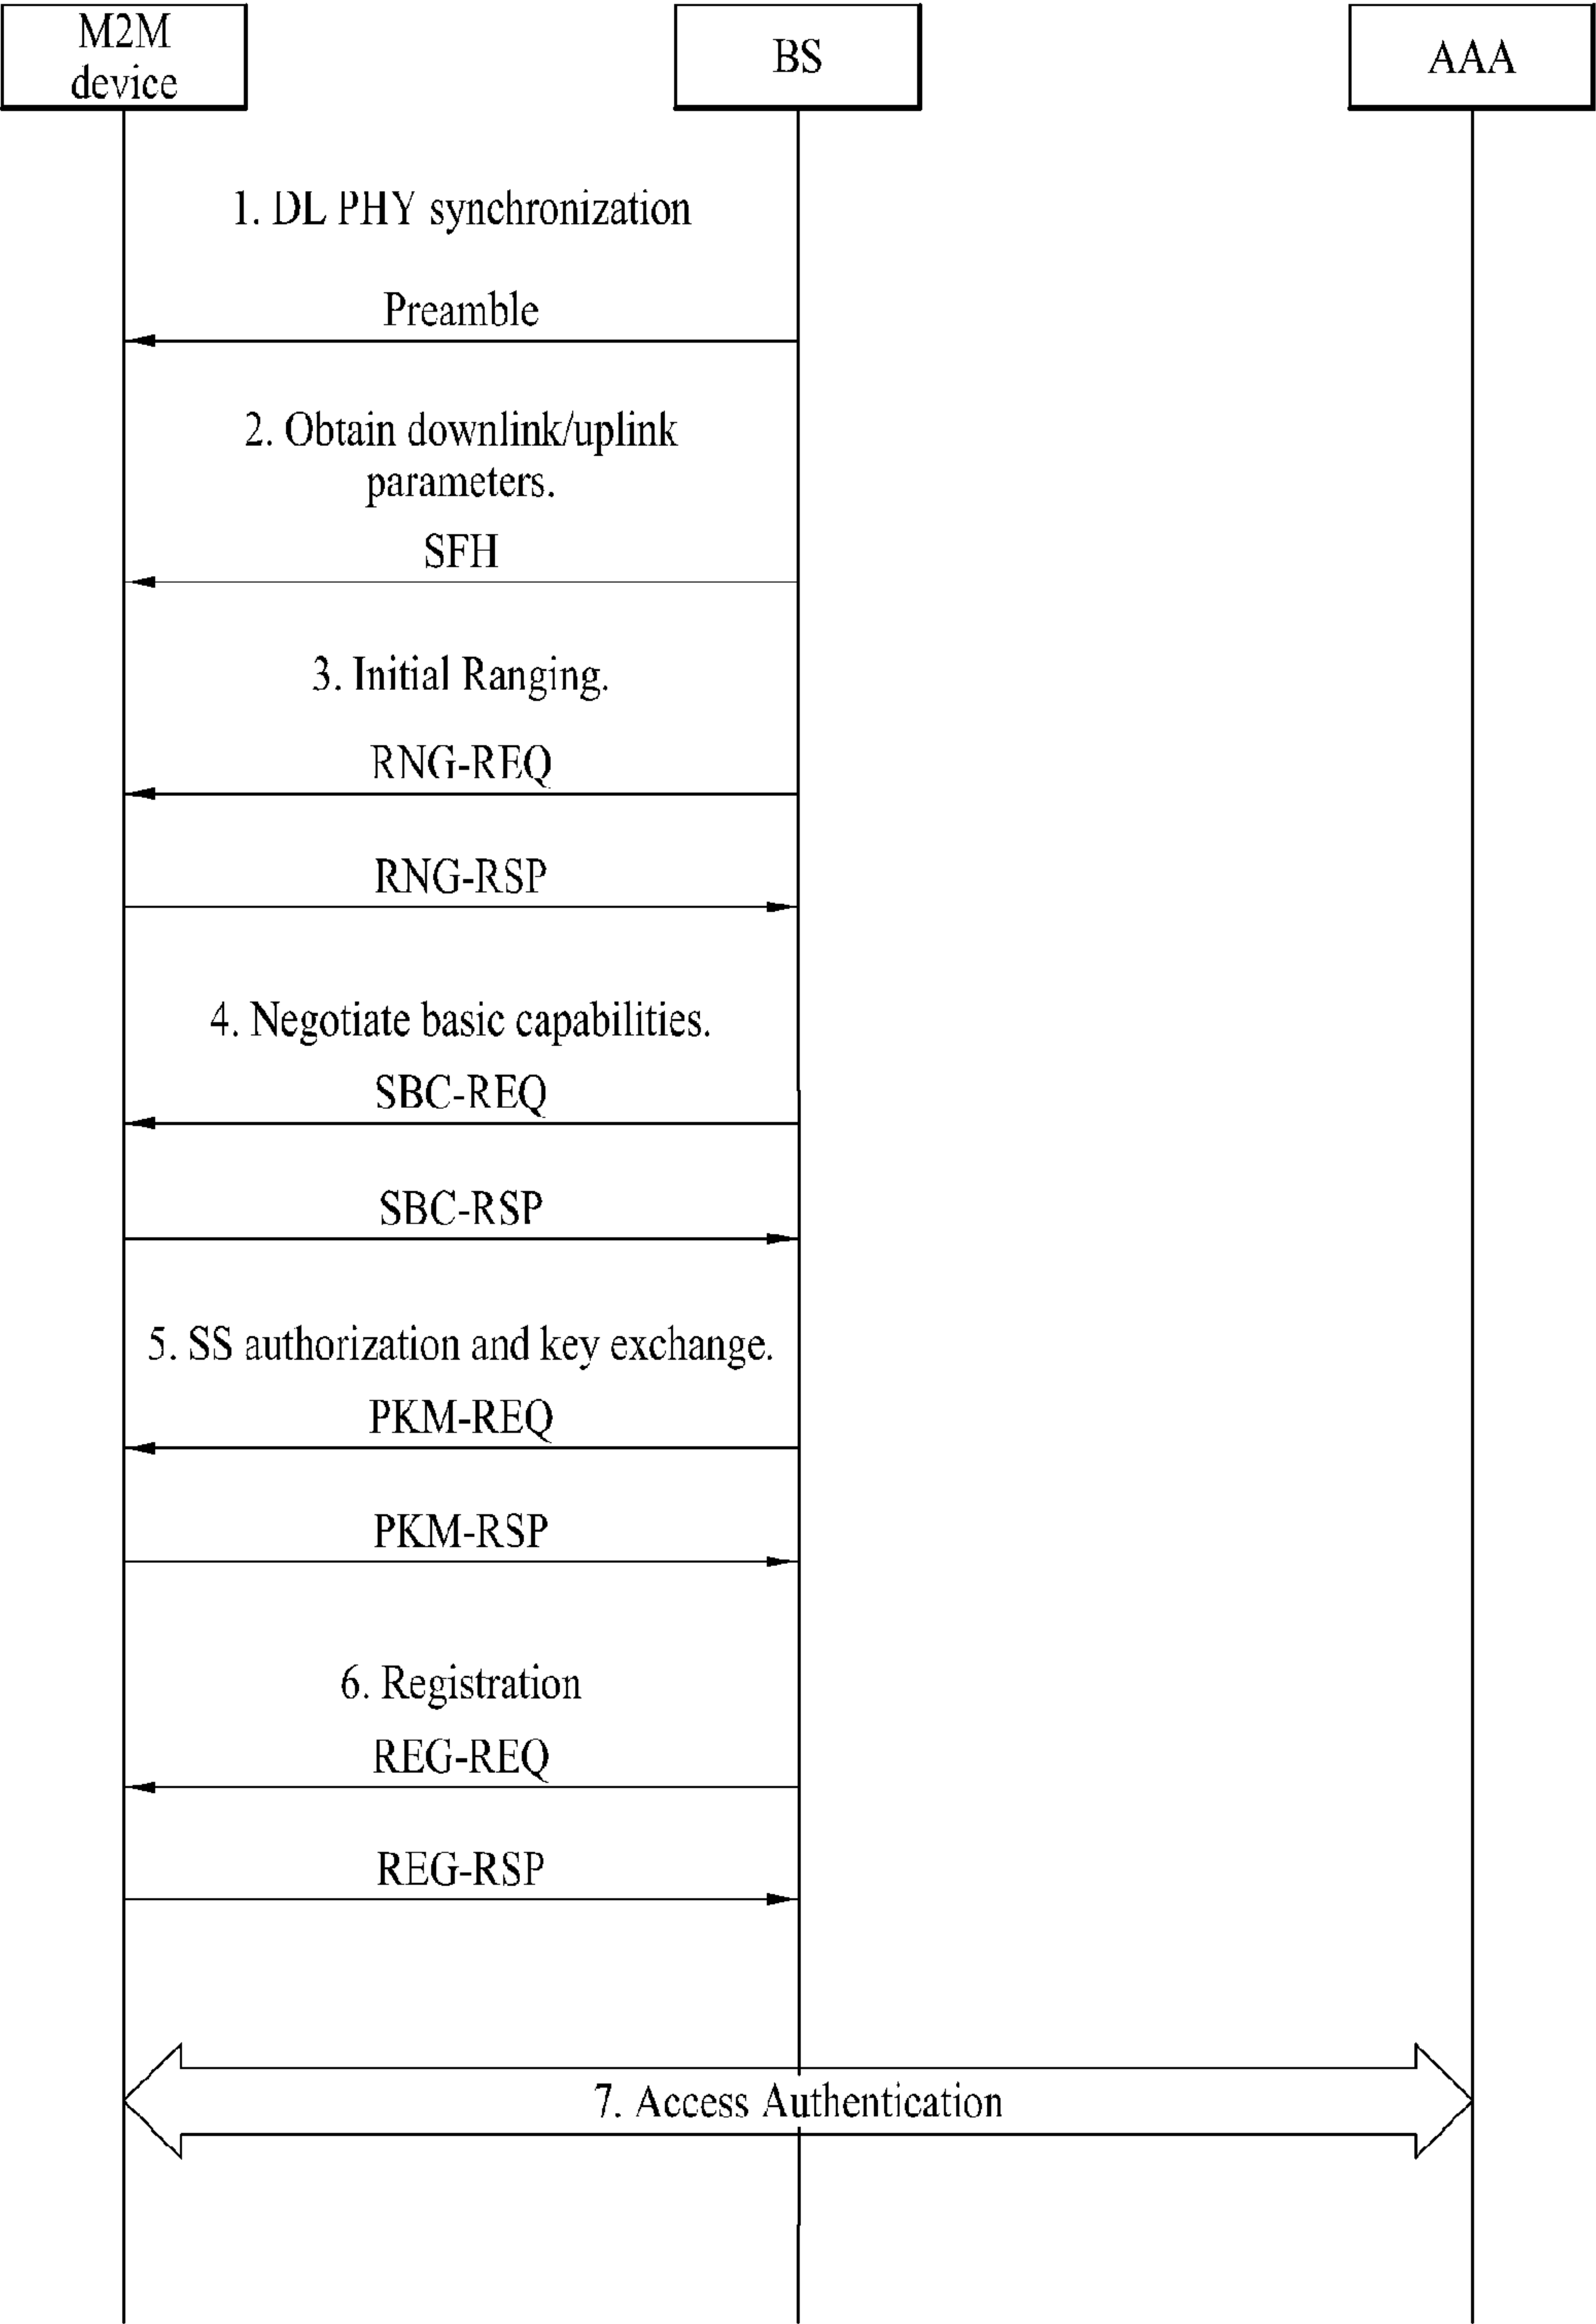 M2M
device
BS
AAA
1. DL PHY synchronization
Preamble
2. Obtain downlink/uplink
parameters.
SFH
3. Initial Ranging.
RNG-REQ
RNG-RSP
4. Negotiate basic capabilities.
SBC-REQ
SBC-RSP
5. SS authorization and key exchange.
PKM-REQ
PKM-RSP
6. Registration
REG-REQ
REG-RSP
7. Access Authentication